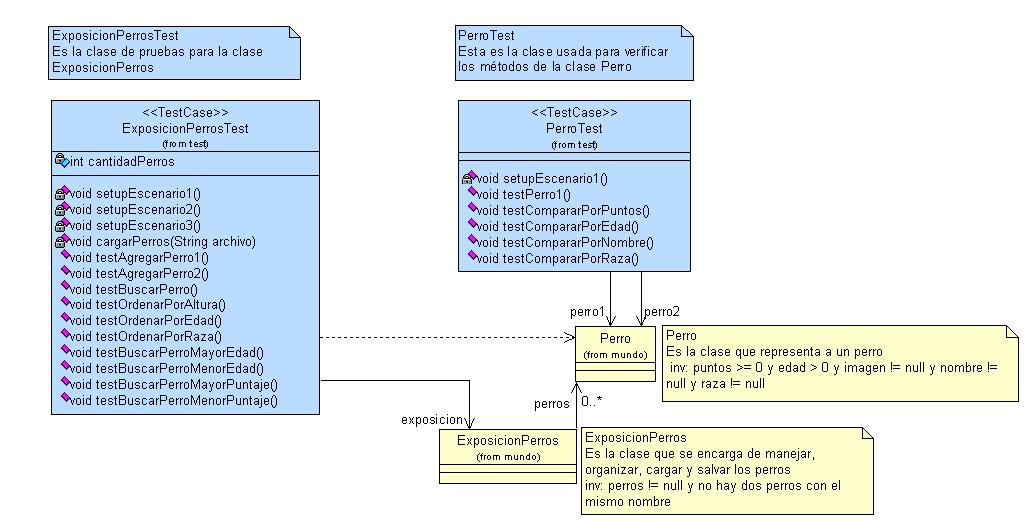 ExposicionPerrosTest
Es la clase de pruebas para la clase
ExposicionPerros
PerroTest
Esta es la clase usada para verificar
los métodos de la clase Perro
<<TestCase>>
ExposicionPerrosTest
(from test)
int cantidadPerros
void setupEscenario1()
void setupEscenario2()
void setupEscenario3()
void cargarPerros(String archivo)
void testAgregarPerro1()
void testAgregarPerro2()
void testBuscarPerro()
void testOrdenarPorAltura()
void testOrdenarPorEdad()
void testOrdenarPorRaza()
void testBuscarPerroMayorEdad()
void testBuscarPerroMenorEdad()
void testBuscarPerroMayorPuntaje()
void testBuscarPerroMenorPuntaje()
<<TestCase>>
PerroTest
(from test)
void setupEscenario1()
void testPerro1()
void testCompararPorPuntos()
void testCompararPorEdad()
void testCompararPorNombre()
void testCompararPorRaza()
perro1
perro2
Perro
(from mundo)
Perro
Es la clase que representa a un perro
inv: puntos >= 0 y edad > 0 y imagen != null y nombre !=
null y raza != null
perros
0..*
exposicion
ExposicionPerros
(from mundo)
ExposicionPerros
Es la clase que se encarga de manejar,
organizar, cargar y salvar los perros
inv: perros != null y no hay dos perros con el
mismo nombre